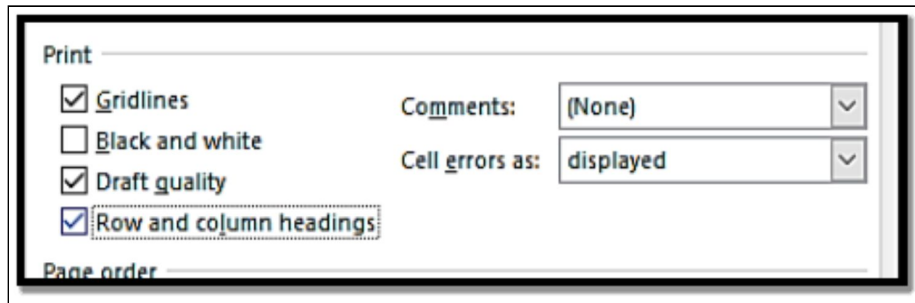 Print
Gridlines
Black and white
Draft quality
Row and column headings
Comments: (None)
Cell errors as: displayed
Page order